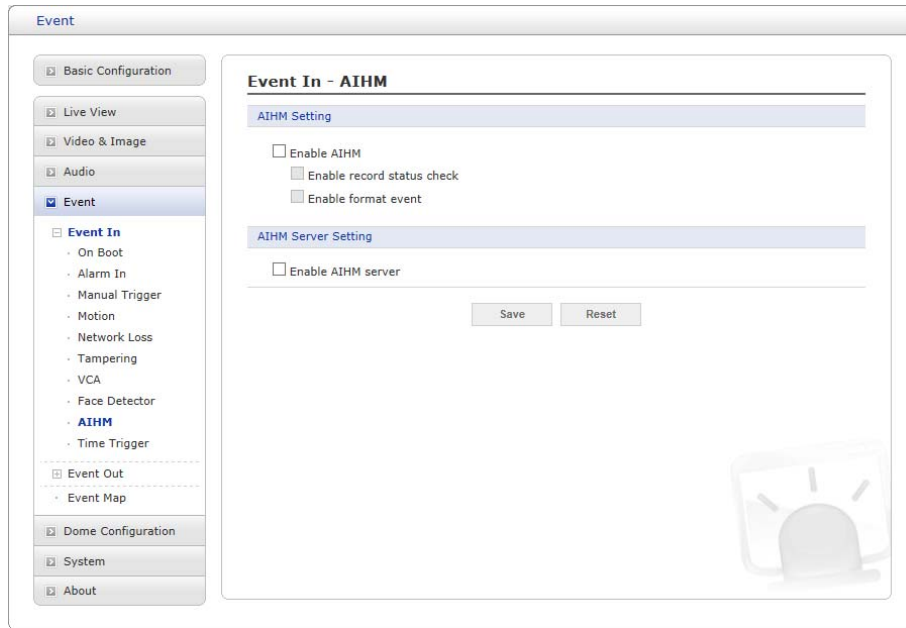 Event
Basic Configuration
Live View
Video & Image
Audio
Event
Event In
On Boot
Alarm In
Manual Trigger
Motion
Network Loss
Tampering
VCA
Face Detector
AIHM
Time Trigger
Event Out
Event Map
Dome Configuration
System
About
Event In - AIHM
AIHM Setting
Enable AIHM
Enable record status check
Enable format event
AIHM Server Setting
Enable AIHM server
Save Reset